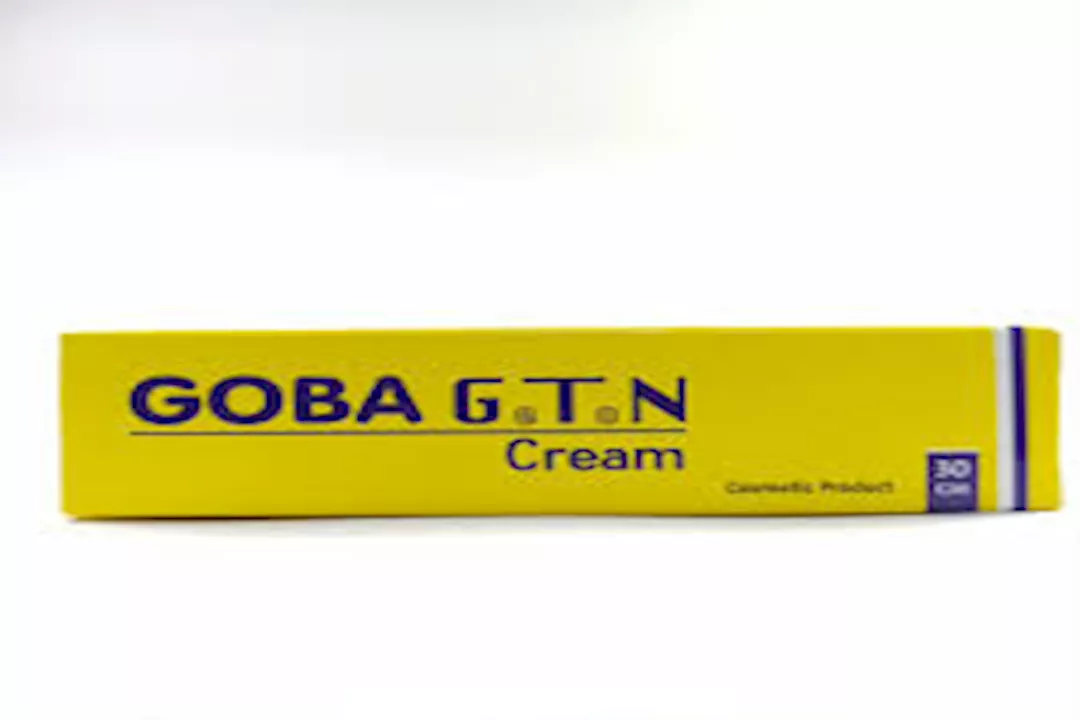 GOBA G.T.N
Cream
Cosmetic Product
30
GM